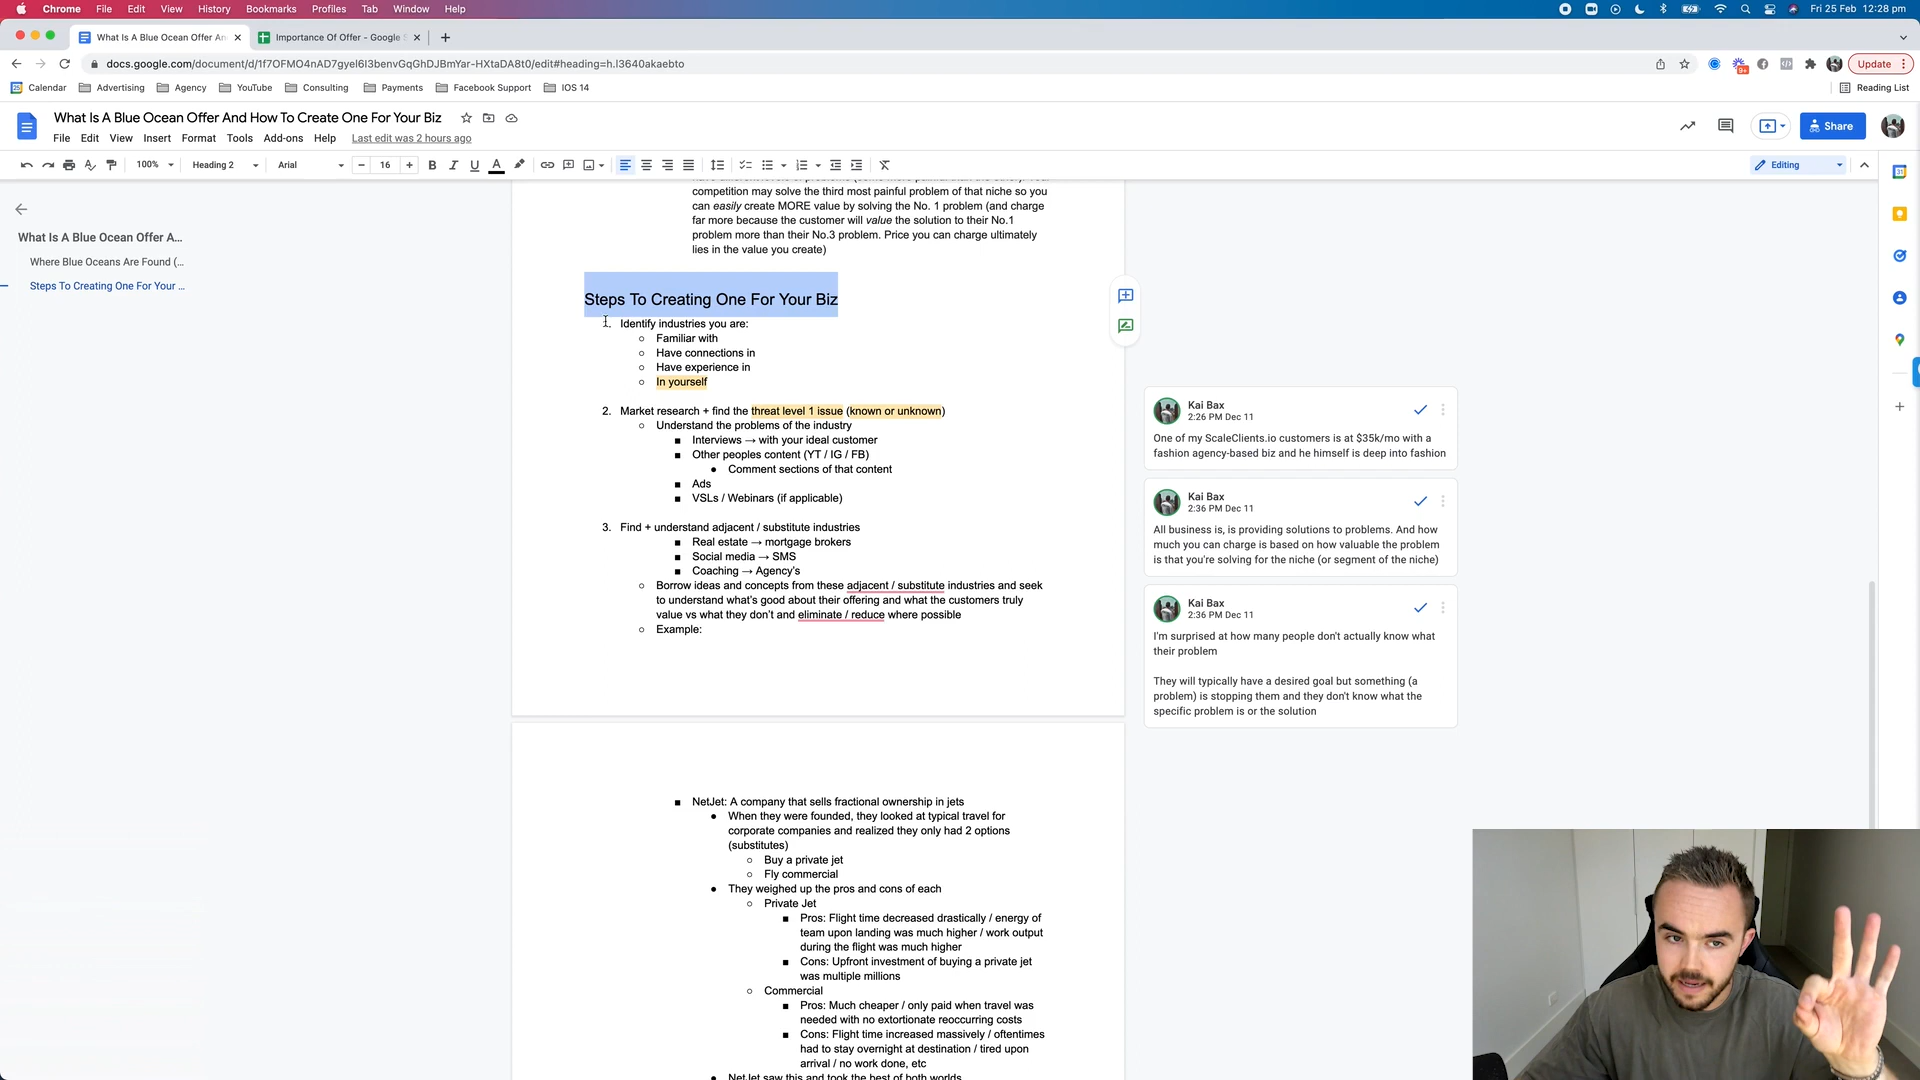 Chrome File Edit View History Bookmarks Profiles Tab Window Help Fri 25 Feb 12:28 pm
What Is A Blue Ocean Offer An Importance Of Offer - Google
docs.google.com/document/d/1f7OFMO4nAD7gyeI6I3benvGqGhDJBmYar-HXtaDA8t0/edit#heading=h.l3640akaebto Update
Calendar Advertising Agency YouTube Consulting Payments Facebook Support IOS 14 Reading List
What Is A Blue Ocean Offer And How To Create One For Your Biz
File Edit View Insert Format Tools Add-ons Help Last edit was 2 hours ago
Share
100% Heading 2 Arial 16 Editing
What Is A Blue Ocean Offer A...
Where Blue Oceans Are Found (...
Steps To Creating One For Your ...
competition may solve the third most painful problem of that niche so you
can easily create MORE value by solving the No. 1 problem (and charge
far more because the customer will value the solution to their No.1
problem more than their No.3 problem. Price you can charge ultimately
lies in the value you create)
Steps To Creating One For Your Biz
1. Identify industries you are:
Familiar with
Have connections in
Have experience in
In yourself
2. Market research + find the threat level 1 issue (known or unknown)
Understand the problems of the industry
Interviews → with your ideal customer
Other peoples content (YT / IG / FB)
Comment sections of that content
Ads
VSLs / Webinars (if applicable)
3. Find + understand adjacent / substitute industries
Real estate → mortgage brokers
Social media → SMS
Coaching → Agency's
Borrow ideas and concepts from these adjacent / substitute industries and seek
to understand what's good about their offering and what the customers truly
value vs what they don't and eliminate / reduce where possible
Example:
NetJet: A company that sells fractional ownership in jets
When they were founded, they looked at typical travel for
corporate companies and realized they only had 2 options
(substitutes)
Buy a private jet
Fly commercial
They weighed up the pros and cons of each
Private Jet
Pros: Flight time decreased drastically / energy of
team upon landing was much higher / work output
during the flight was much higher
Cons: Upfront investment of buying a private jet
was multiple millions
Commercial
Pros: Much cheaper / only paid when travel was
needed with no extortionate reoccurring costs
Cons: Flight time increased massively / oftentimes
had to stay overnight at destination / tired upon
arrival / no work done, etc
NetJet saw this and took the best of both worlds
Kai Bax
2:26 PM Dec 11
One of my ScaleClients.io customers is at $35k/mo with a
fashion agency-based biz and he himself is deep into fashion
Kai Bax
2:36 PM Dec 11
All business is, is providing solutions to problems. And how
much you can charge is based on how valuable the problem
is that you're solving for the niche (or segment of the niche)
Kai Bax
2:36 PM Dec 11
I'm surprised at how many people don't actually know what
their problem
They will typically have a desired goal but something (a
problem) is stopping them and they don't know what the
specific problem is or the solution